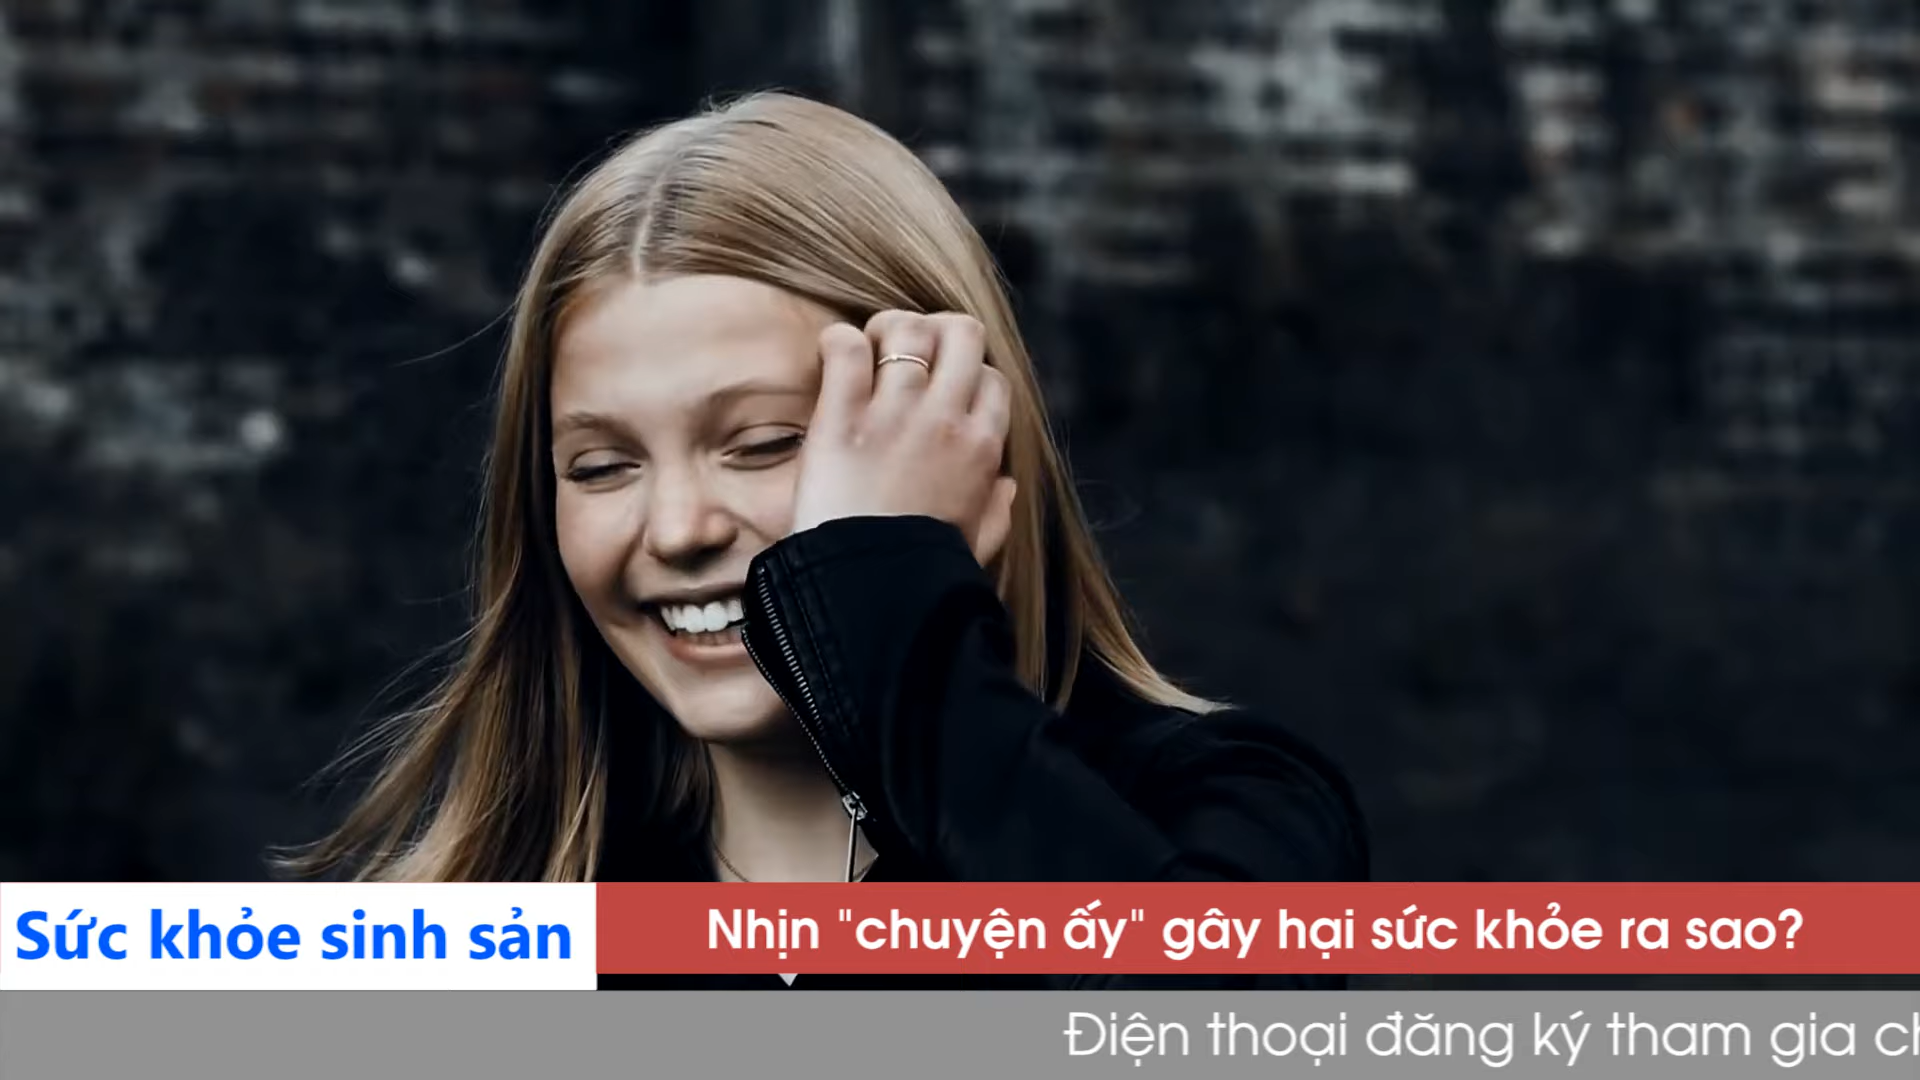 Sức khỏe sinh sản
Nhịn "chuyện ấy" gây hại sức khỏe ra sao?
Điện thoại đăng ký tham gia